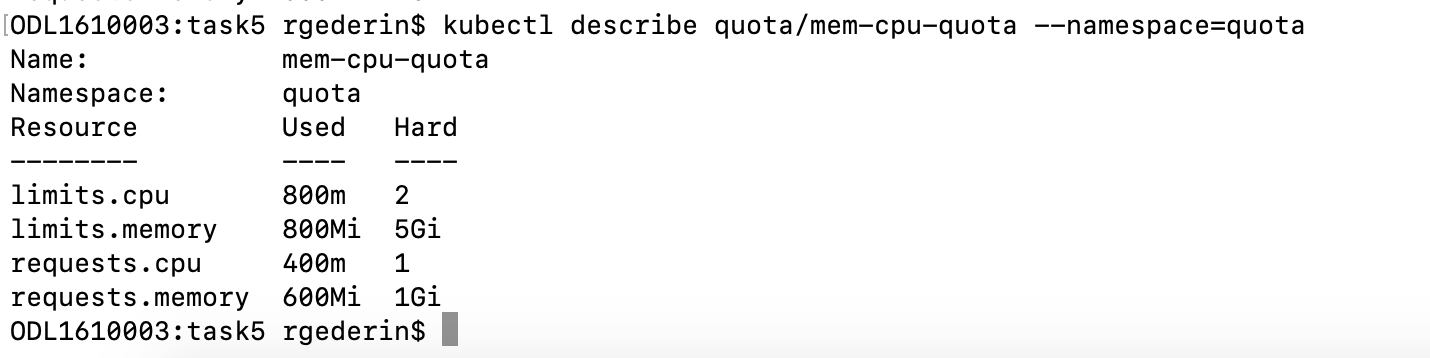 [ODL1610003:task5 rgederin$ kubectl describe quota/mem-cpu-quota --namespace=quota
Name:            mem-cpu-quota
Namespace:       quota
Resource         Used   Hard
--------         ----   ----
limits.cpu       800m   2
limits.memory    800Mi  5Gi
requests.cpu     400m   1
requests.memory  600Mi  1Gi
ODL1610003:task5 rgederin$